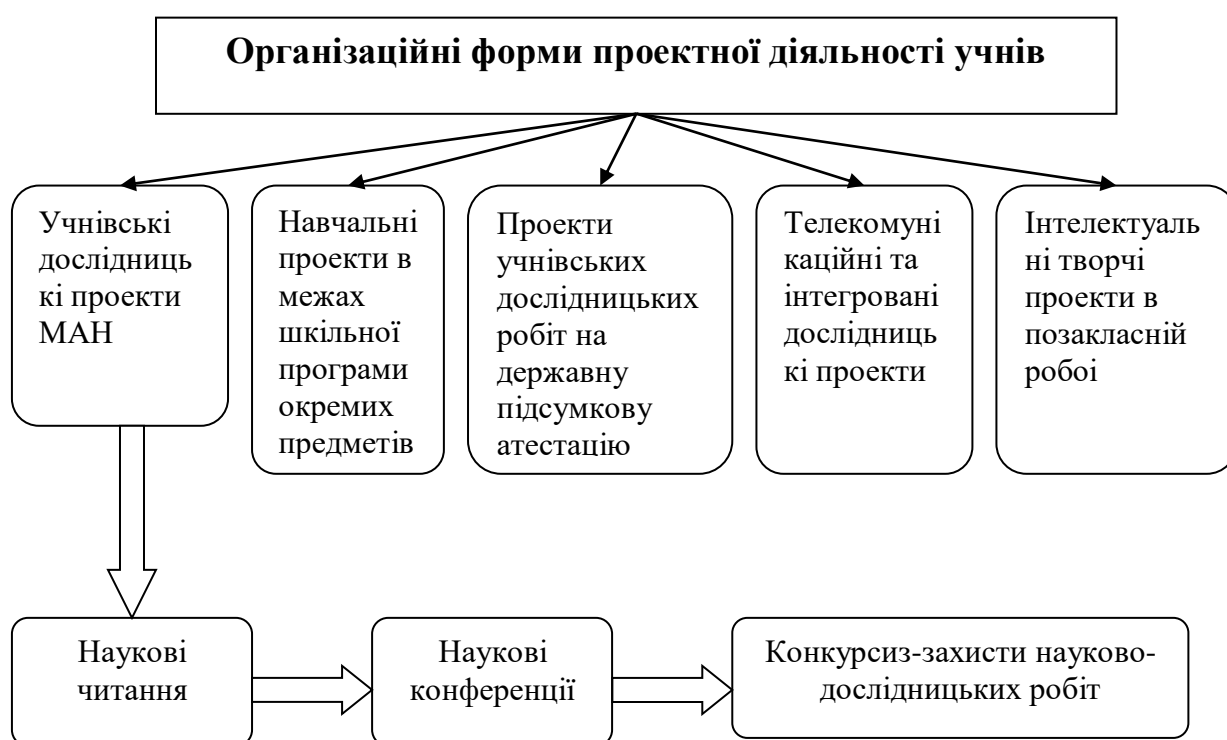 Організаційні форми проектної діяльності учнів
Учнівські
дослідниць
кі проекти
МАН
Навчальні
проекти в
межах
шкільної
програми
окремих
предметів
Проекти
учнівських
дослідницьких
робіт на
державну
підсумкову
атестацію
Телекомуні
каційні та
інтегровані
дослідниць
кі проекти
Інтелектуаль
ні творчі
проекти в
позакласній
робоі
Наукові
читання
Наукові
конференції
Конкурсиз-захисти науково-
дослідницьких робіт